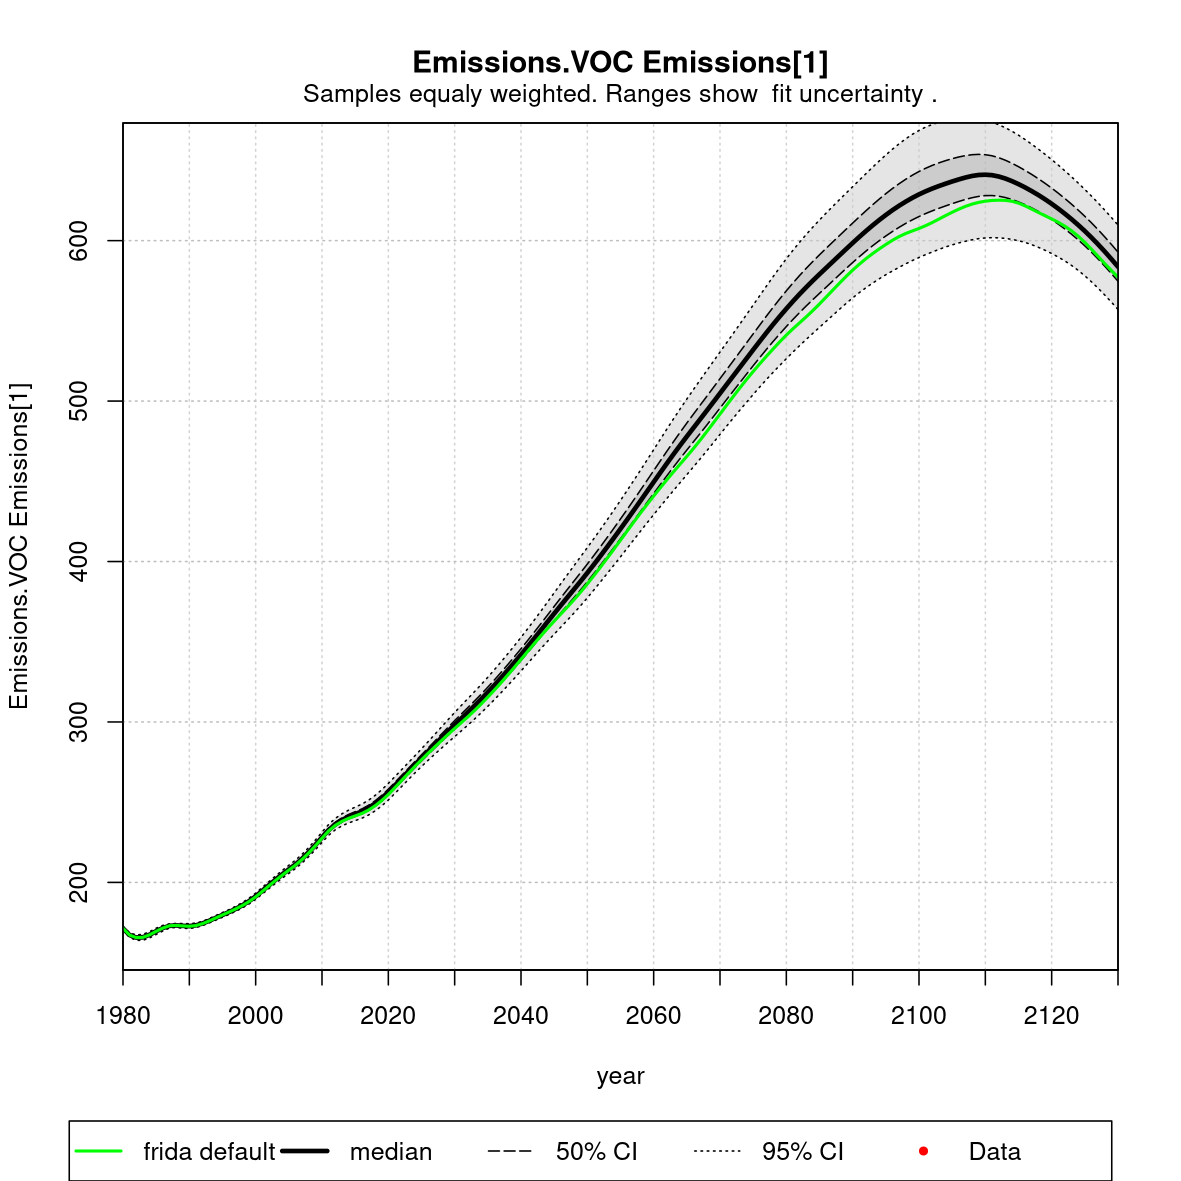 Emissions.VOC Emissions[1]
Samples equaly weighted. Ranges show  fit uncertainty .
Emissions.VOC Emissions[1]
600
500
400
300
200
1980 2000 2020 2040 2060 2080 2100 2120
year
frida default median 50% CI 95% CI Data